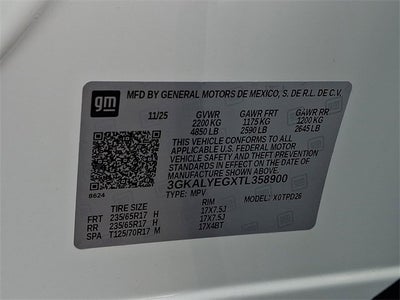 gm
MFD BY GENERAL MOTORS DE MEXICO, S. DE R.L. DE C.V.
11/25 GVWR GAWR FRT GAWR RR
2200 KG 1175 KG 1200 KG
4850 LB 2590 LB 2645 LB
THIS VEHICLE CONFORMS TO ALL
APPLICABLE U.S. FEDERAL MOTOR
VEHICLE SAFETY AND THEFT PREVENTION
STANDARDS IN EFFECT ON THE DATE OF
MANUFACTURE SHOWN ABOVE.
3GKALYEGXTL358900
8624
TYPE: MPV MODEL: X0TPD26
TIRE SIZE RIM
FRT 235/65R17 H 17X7.5J
RR 235/65R17 H 17X7.5J
SPA T125/70R17 M 17X4BT